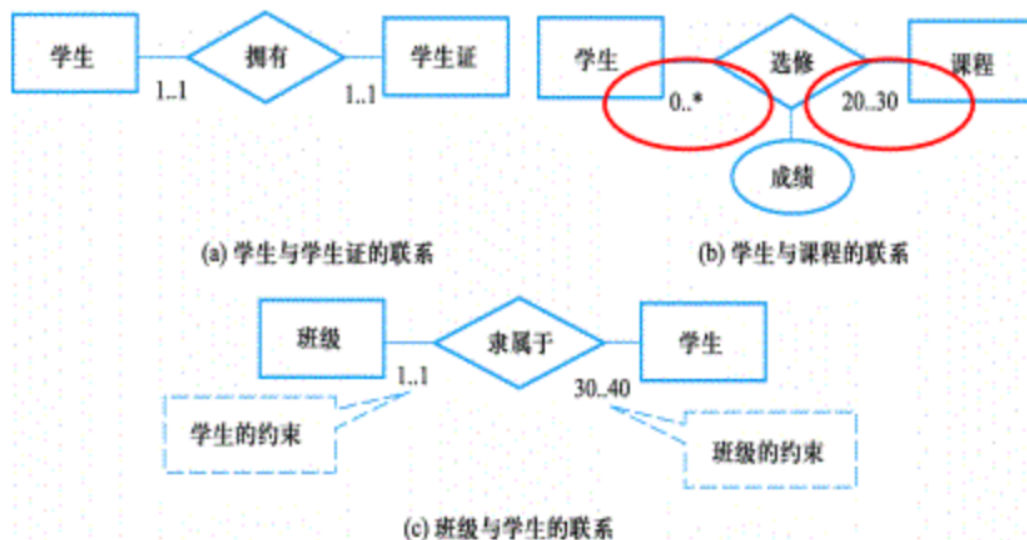 学生
拥有
学生证
1..1
1..1
(a) 学生与学生证的联系
学生
选修
课程
0..*
20..30
成绩
(b) 学生与课程的联系
班级
隶属于
学生
1..1
30..40
学生的约束
班级的约束
(c) 班级与学生的联系